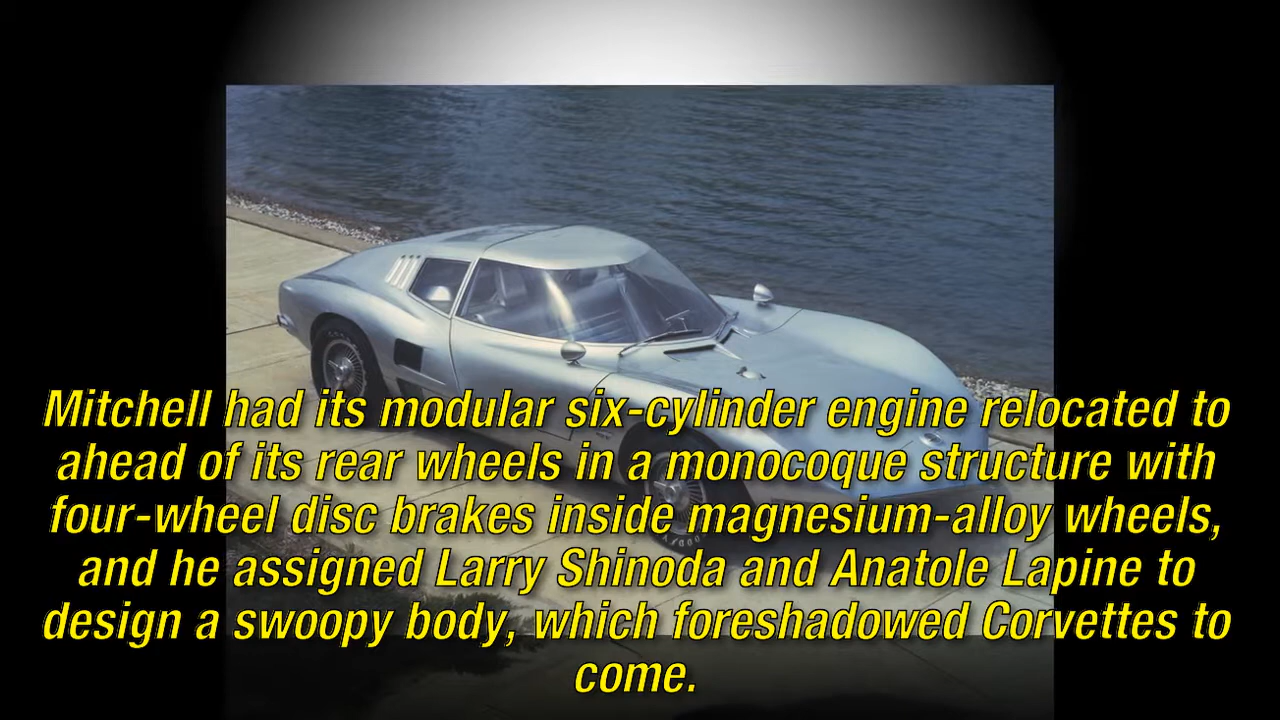 Mitchell had its modular six-cylinder engine relocated to
ahead of its rear wheels in a monocoque structure with
four-wheel disc brakes inside magnesium-alloy wheels,
and he assigned Larry Shinoda and Anatole Lapine to
design a swoopy body, which foreshadowed Corvettes to
come.